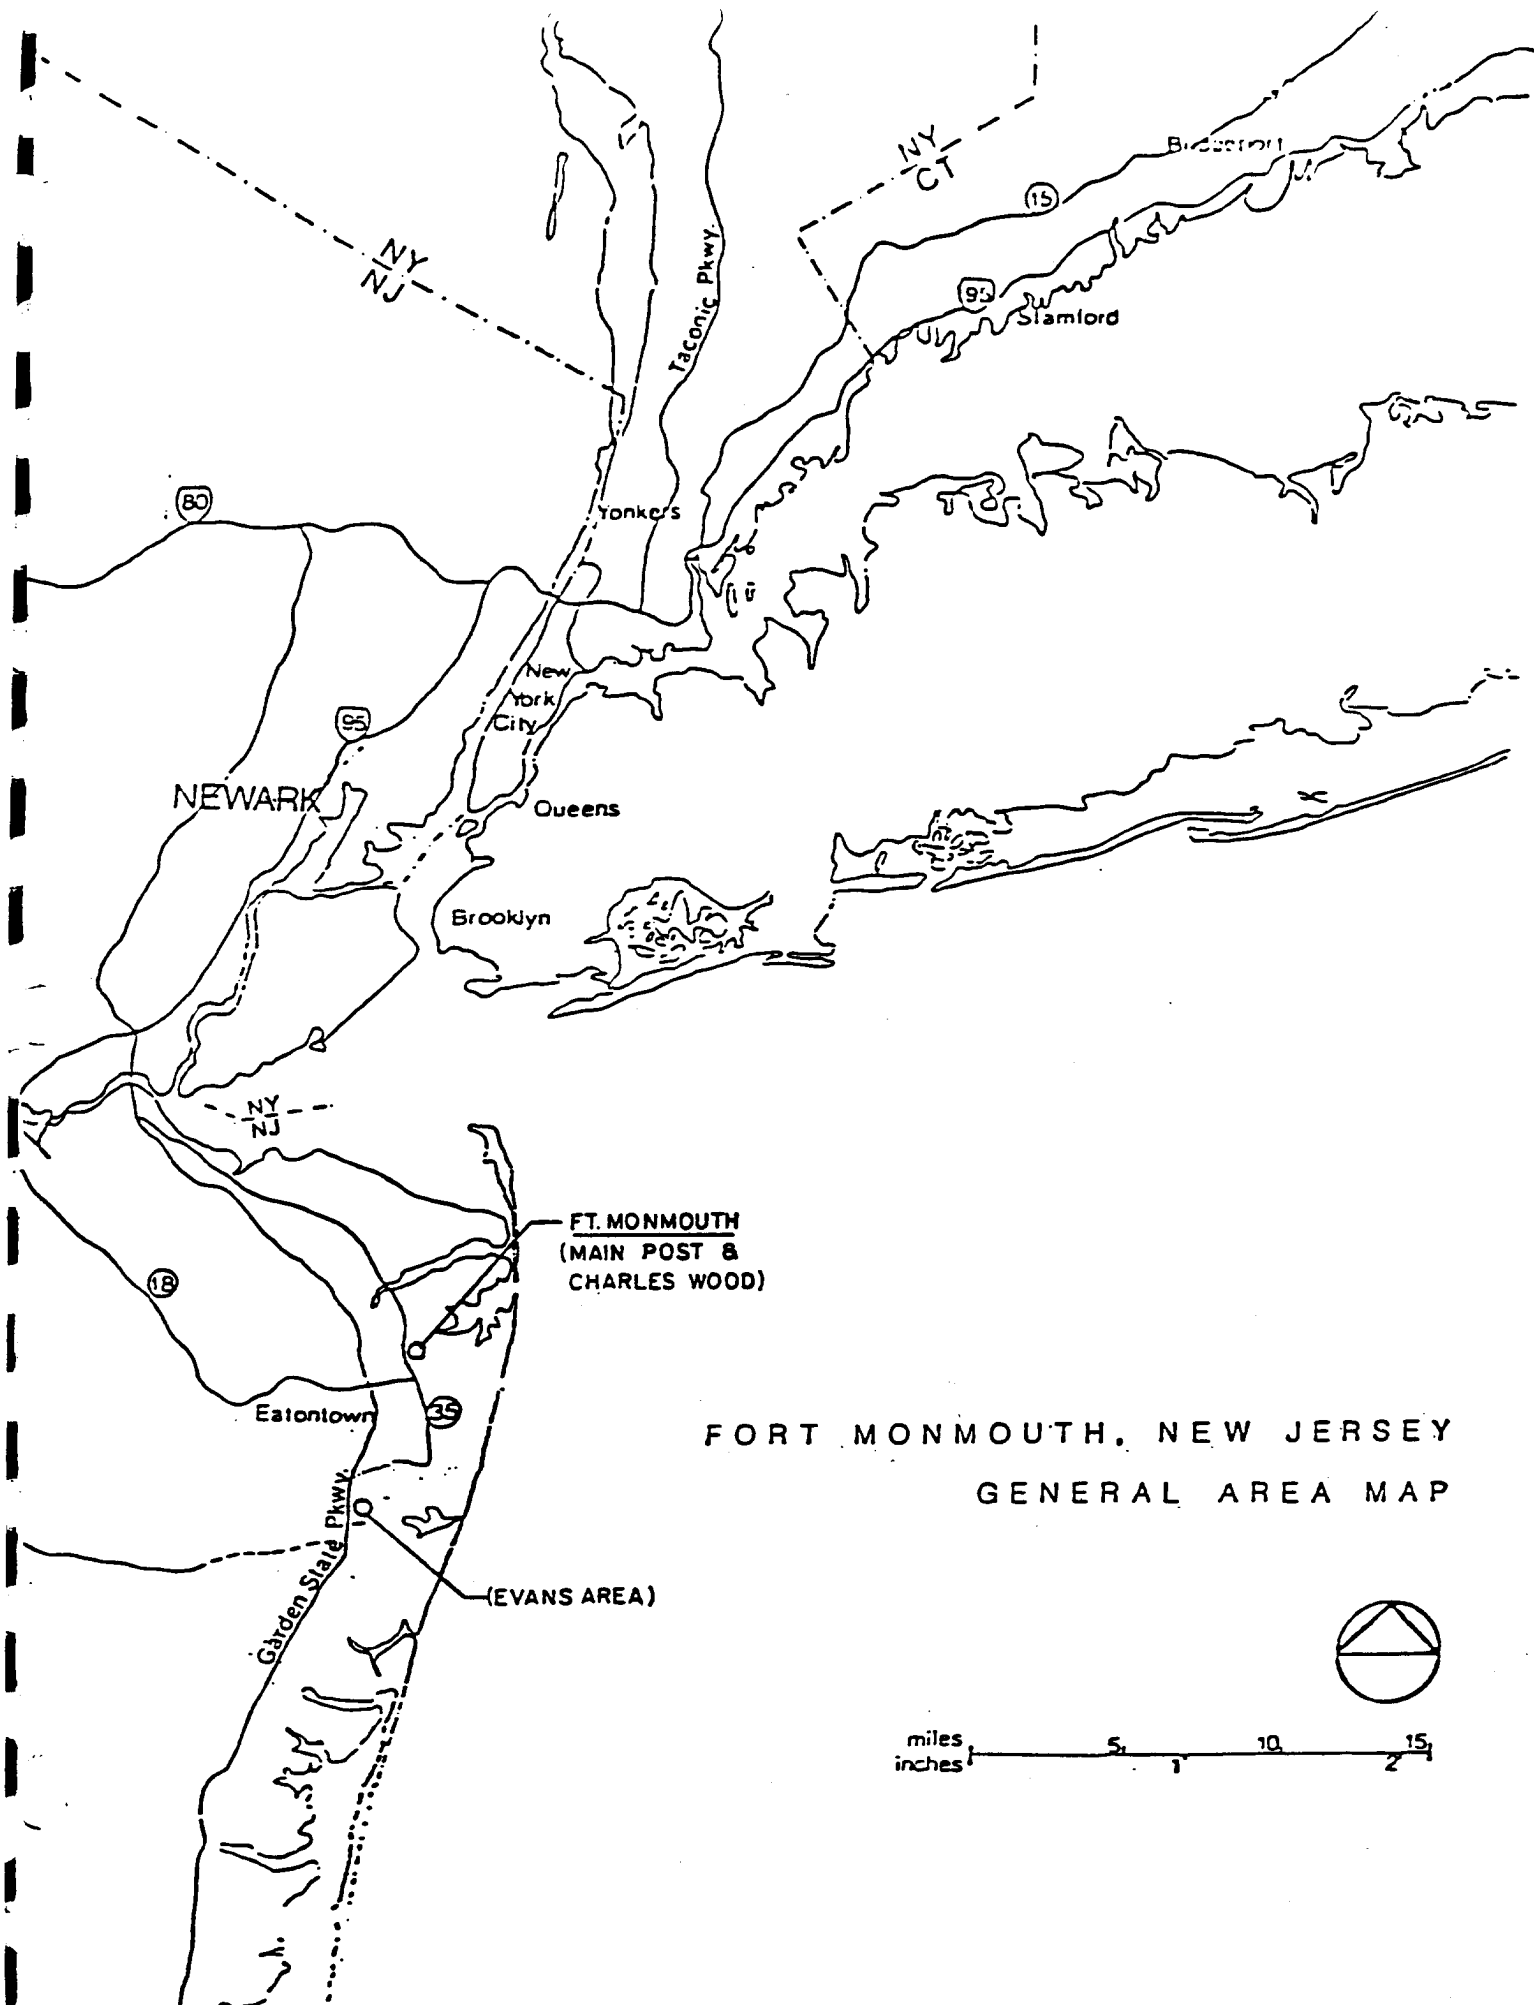 NY
CT
15
NY
NJ
Taconic Pkwy.
95
Stamford
80
Yonkers
New
York
City
95
NEWARK
Queens
Brooklyn
NY
NJ
FT. MONMOUTH
(MAIN POST &
CHARLES WOOD)
18
Eatontown
35
FORT MONMOUTH, NEW JERSEY
GENERAL AREA MAP
Garden State Pkwy.
(EVANS AREA)
miles 5 10 15
inches 1 2